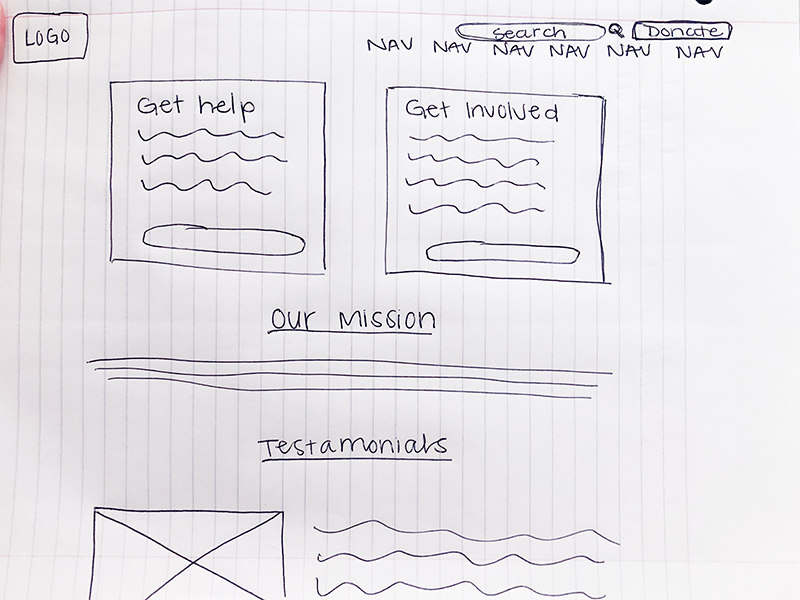 LOGO
Search Donate
NAV NAV NAV NAV NAV NAV
Get help
Get Involved
Our Mission
Testamonials